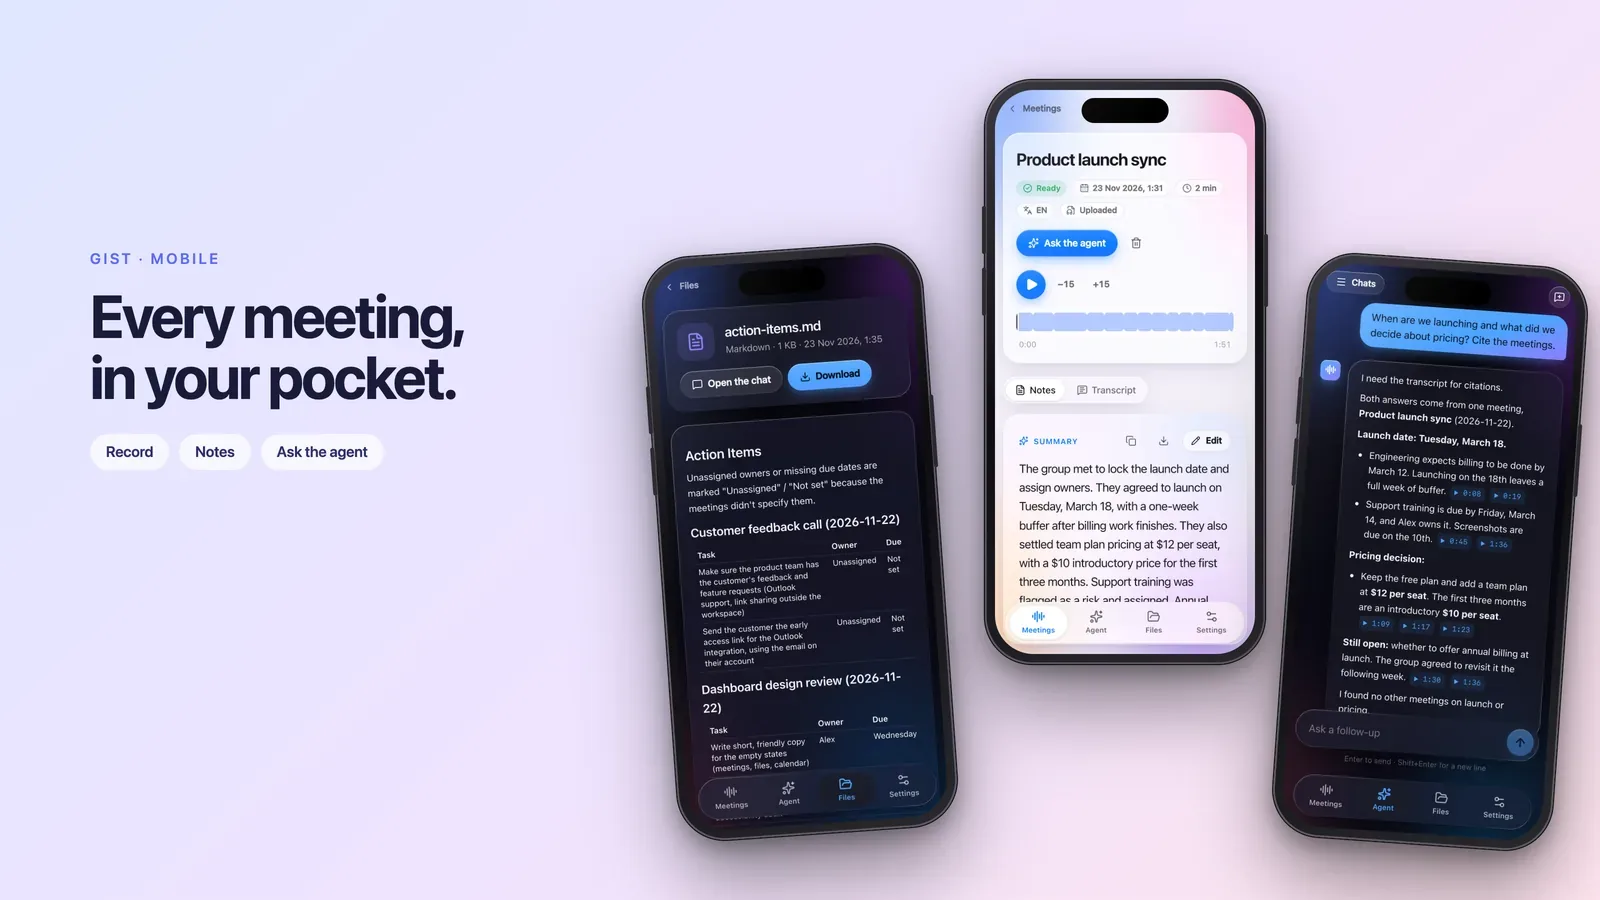 GIST · MOBILE
Every meeting,
in your pocket.
Record
Notes
Ask the agent
Files
action-items.md
Markdown · 1 KB · 23 Nov 2026, 1:35
Open the chat
Download
Action Items
Unassigned owners or missing due dates are
marked "Unassigned" / "Not set" because the
meetings didn't specify them.
Customer feedback call (2026-11-22)
Task Owner Due
Make sure the product team has Unassigned Not
the customer's feedback and set
feature requests (Outlook
support, link sharing outside the
workspace)
Send the customer the early Unassigned Not
access link for the Outlook set
integration, using the email on
their account
Dashboard design review (2026-11-
22)
Task Owner Due
Write short, friendly copy Alex Wednesday
for the empty states
(meetings, files, calendar)
Meetings
Agent
Files
Settings
Meetings
Product launch sync
Ready
23 Nov 2026, 1:31
2 min
EN
Uploaded
Ask the agent
−15
+15
0:00
1:51
Notes
Transcript
SUMMARY
Edit
The group met to lock the launch date and
assign owners. They agreed to launch on
Tuesday, March 18, with a one-week
buffer after billing work finishes. They also
settled team plan pricing at $12 per seat,
with a $10 introductory price for the first
three months. Support training was
flagged as a risk and assigned. Annual
Meetings
Agent
Files
Settings
Chats
When are we launching and what did we
decide about pricing? Cite the meetings.
I need the transcript for citations.
Both answers come from one meeting,
Product launch sync (2026-11-22).
Launch date: Tuesday, March 18.
• Engineering expects billing to be done by
March 12. Launching on the 18th leaves a
full week of buffer. 0:08 0:19
• Support training is due by Friday, March
14, and Alex owns it. Screenshots are
due on the 10th. 0:45 1:36
Pricing decision:
• Keep the free plan and add a team plan
at $12 per seat. The first three months
are an introductory $10 per seat.
1:09 1:17 1:23
Still open: whether to offer annual billing at
launch. The group agreed to revisit it the
following week. 1:30 1:36
I found no other meetings on launch or
pricing.
Ask a follow-up
Enter to send · Shift+Enter for a new line
Meetings
Agent
Files
Settings